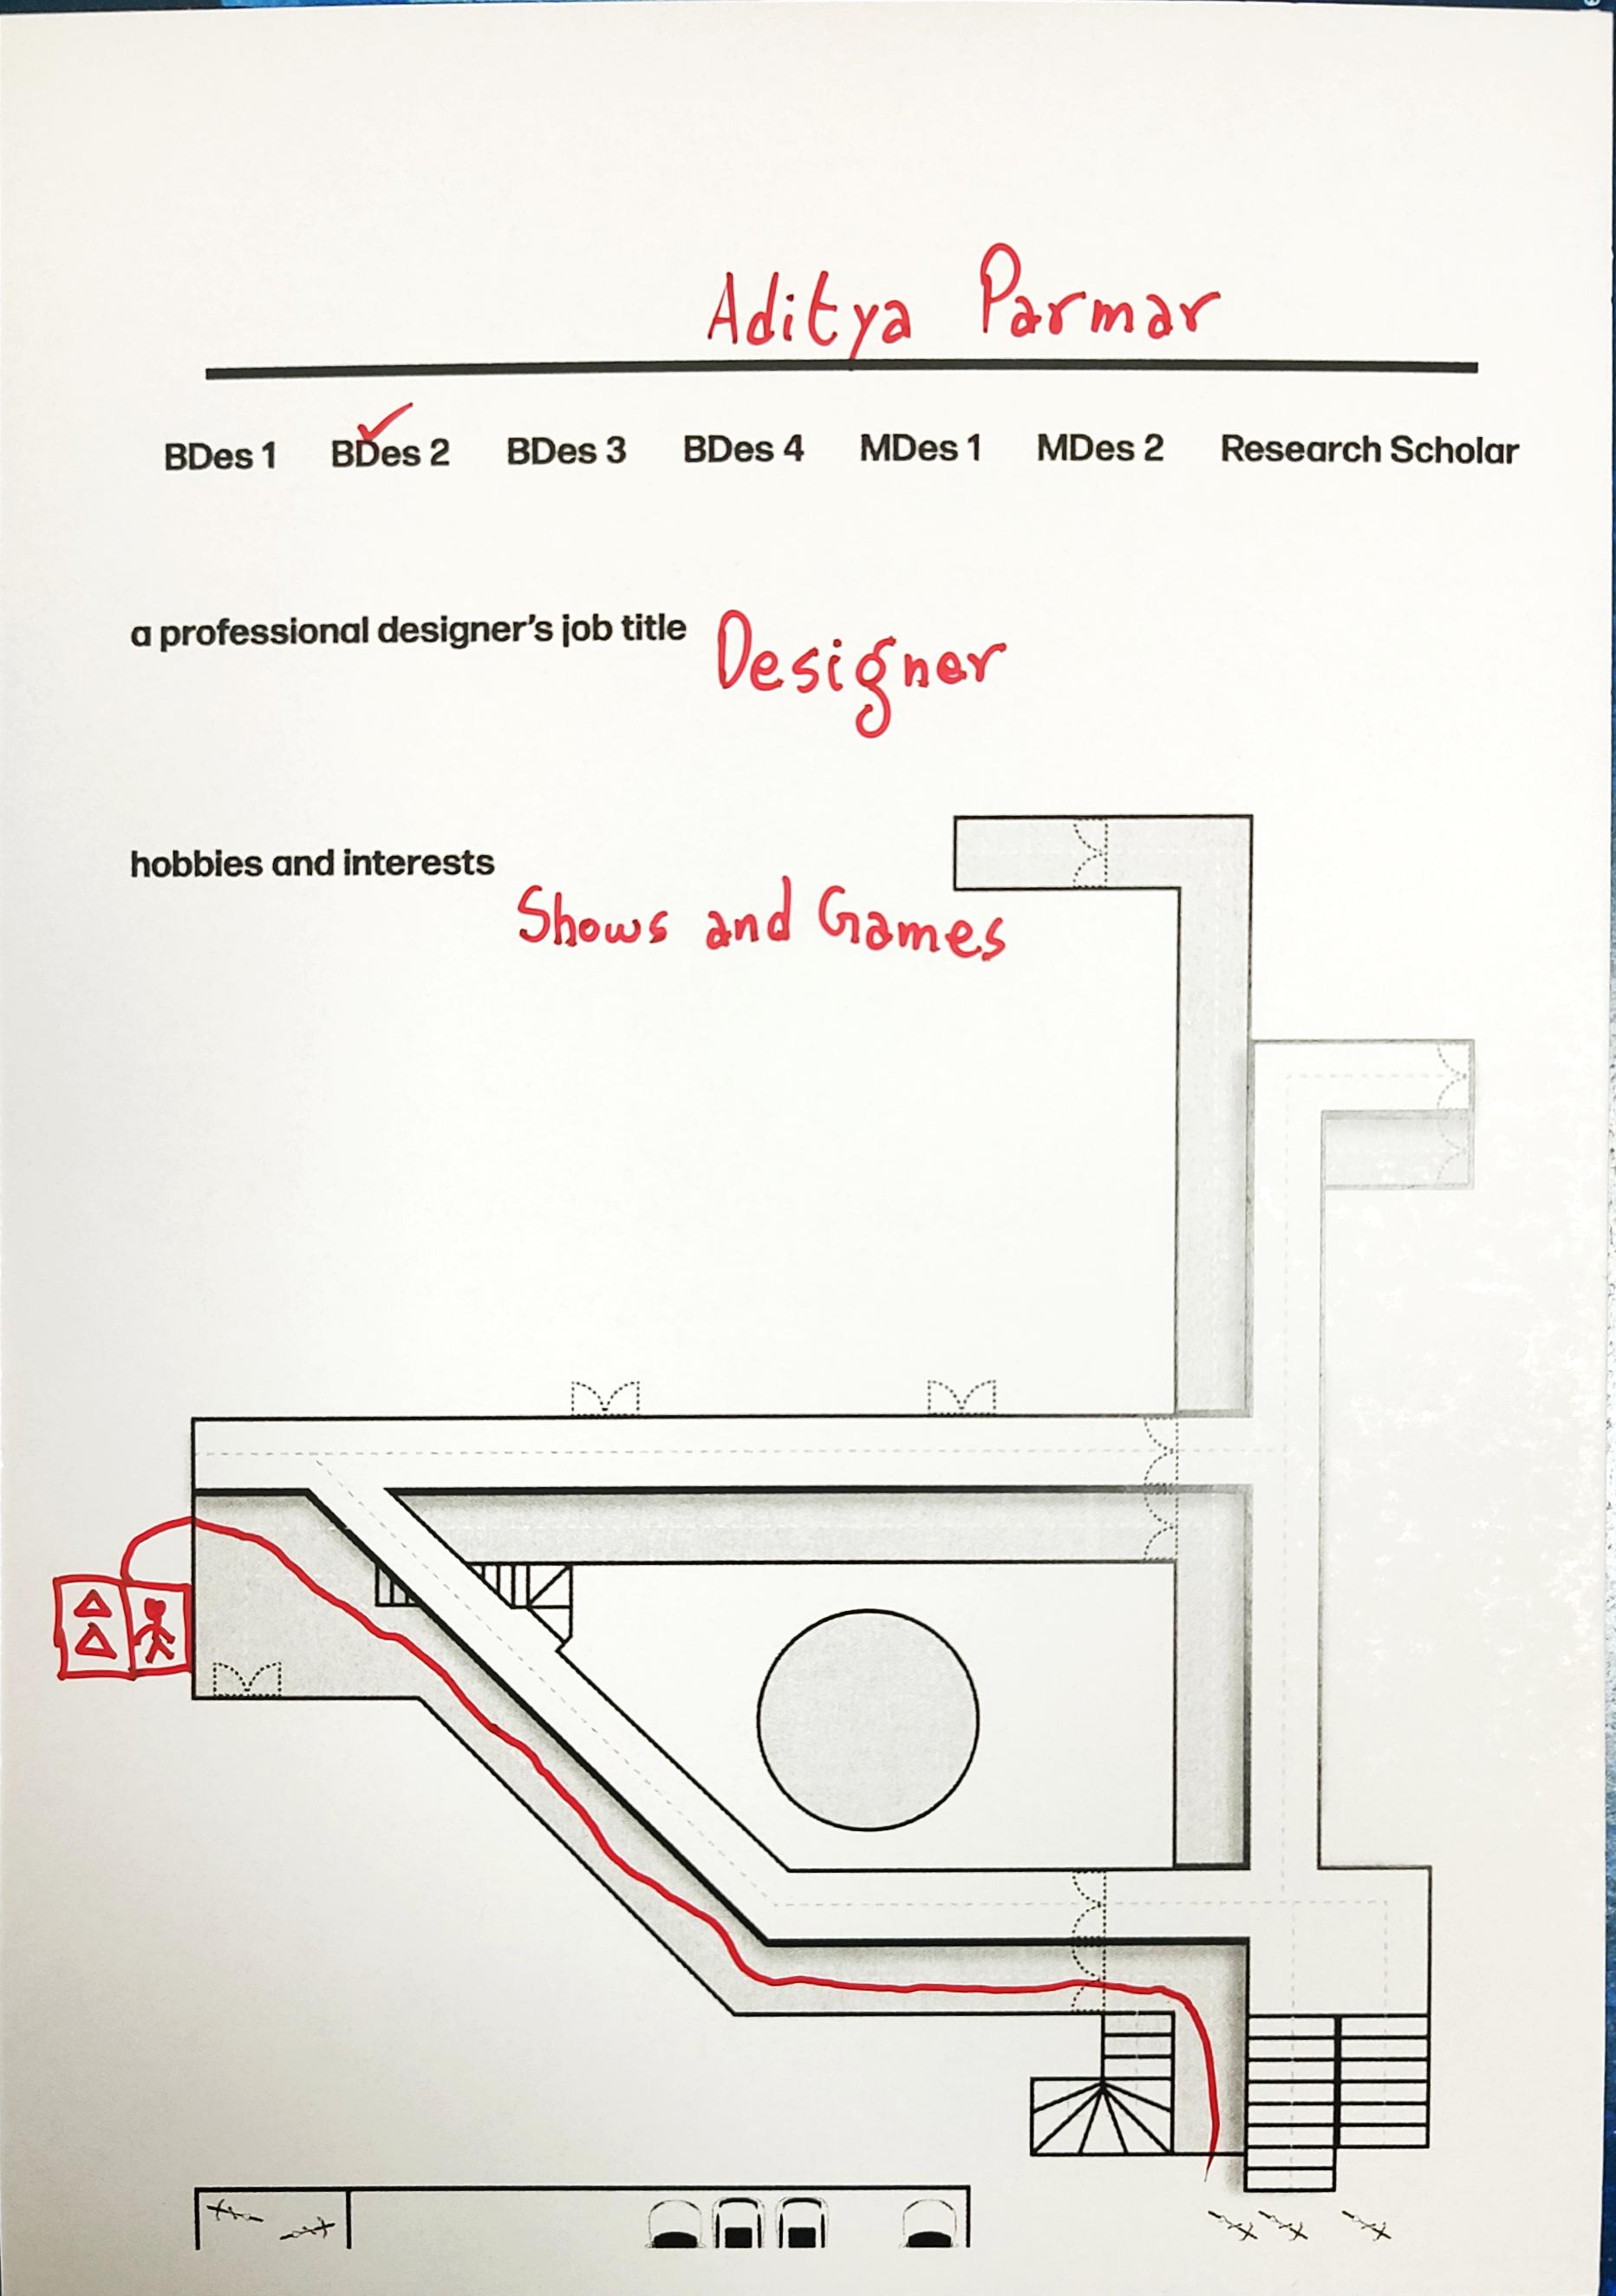 Aditya Parmar
BDes 1 BDes 2 BDes 3 BDes 4 MDes 1 MDes 2 Research Scholar
a professional designer's job title Designer
hobbies and interests
Shows and Games